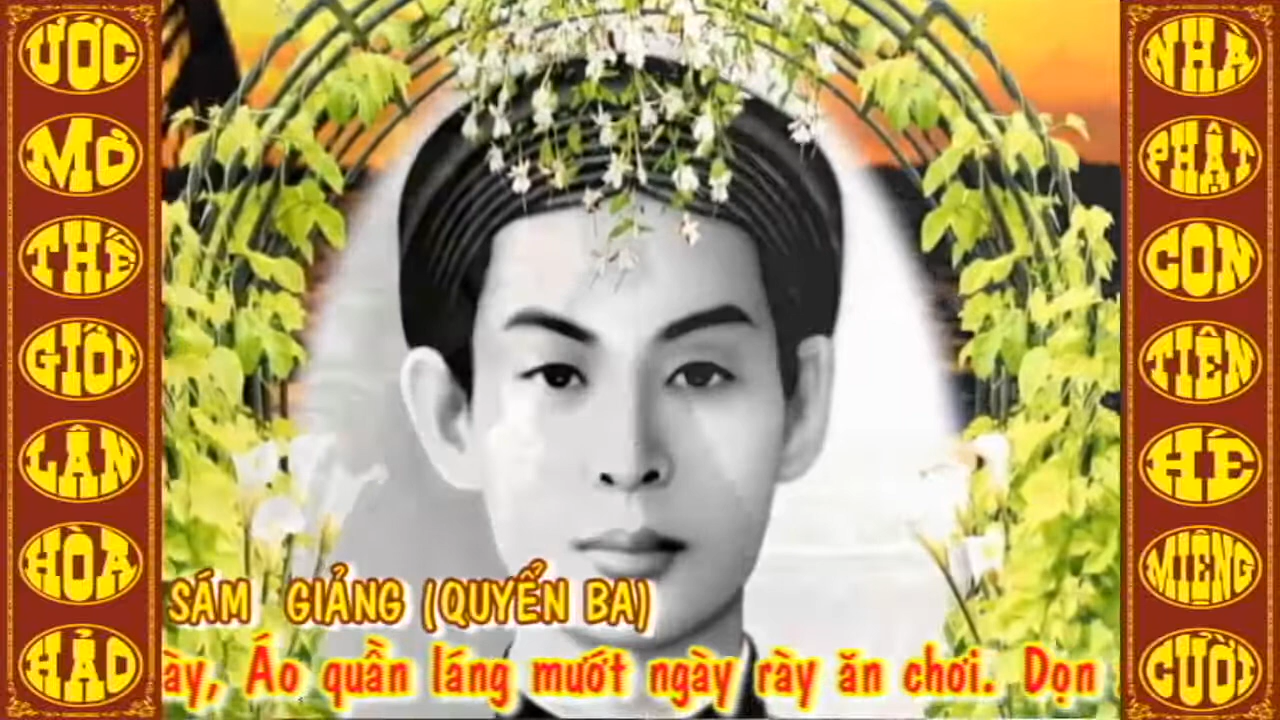 ƯỚC
MỜ
THẾ
GIỚI
LÂN
HÒA
HẢO
NHÀ
PHẬT
CON
TIÊN
HÉ
MIỆNG
CƯỜI
SÁM GIẢNG (QUYỂN BA)
ày, Áo quần láng mướt ngày rày ăn chơi. Dọn